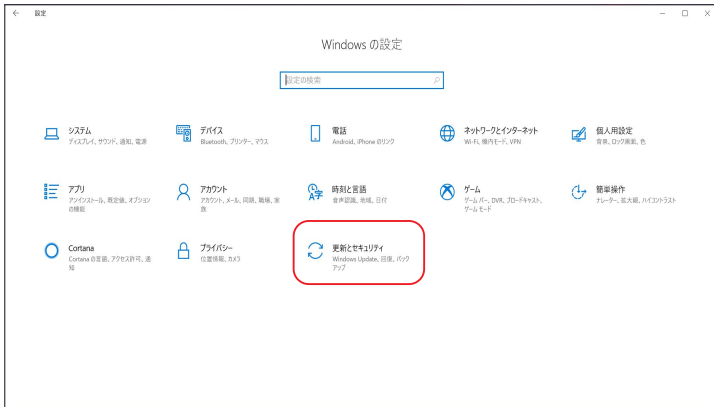 設定
Windows の設定
設定の検索
システム
ディスプレイ、サウンド、通知、電源
デバイス
Bluetooth、プリンター、マウス
電話
Android、iPhone のリンク
ネットワークとインターネット
Wi-Fi、機内モード、VPN
個人用設定
背景、ロック画面、色
アプリ
アンインストール、既定値、オプション
の機能
アカウント
アカウント、メール、同期、職場、家
族
時刻と言語
音声認識、地域、日付
ゲーム
ゲーム バー、DVR、ブロードキャスト、
ゲーム モード
簡単操作
ナレーター、拡大鏡、ハイコントラスト
Cortana
Cortana の言語、アクセス許可、通
知
プライバシー
位置情報、カメラ
更新とセキュリティ
Windows Update、回復、バック
アップ